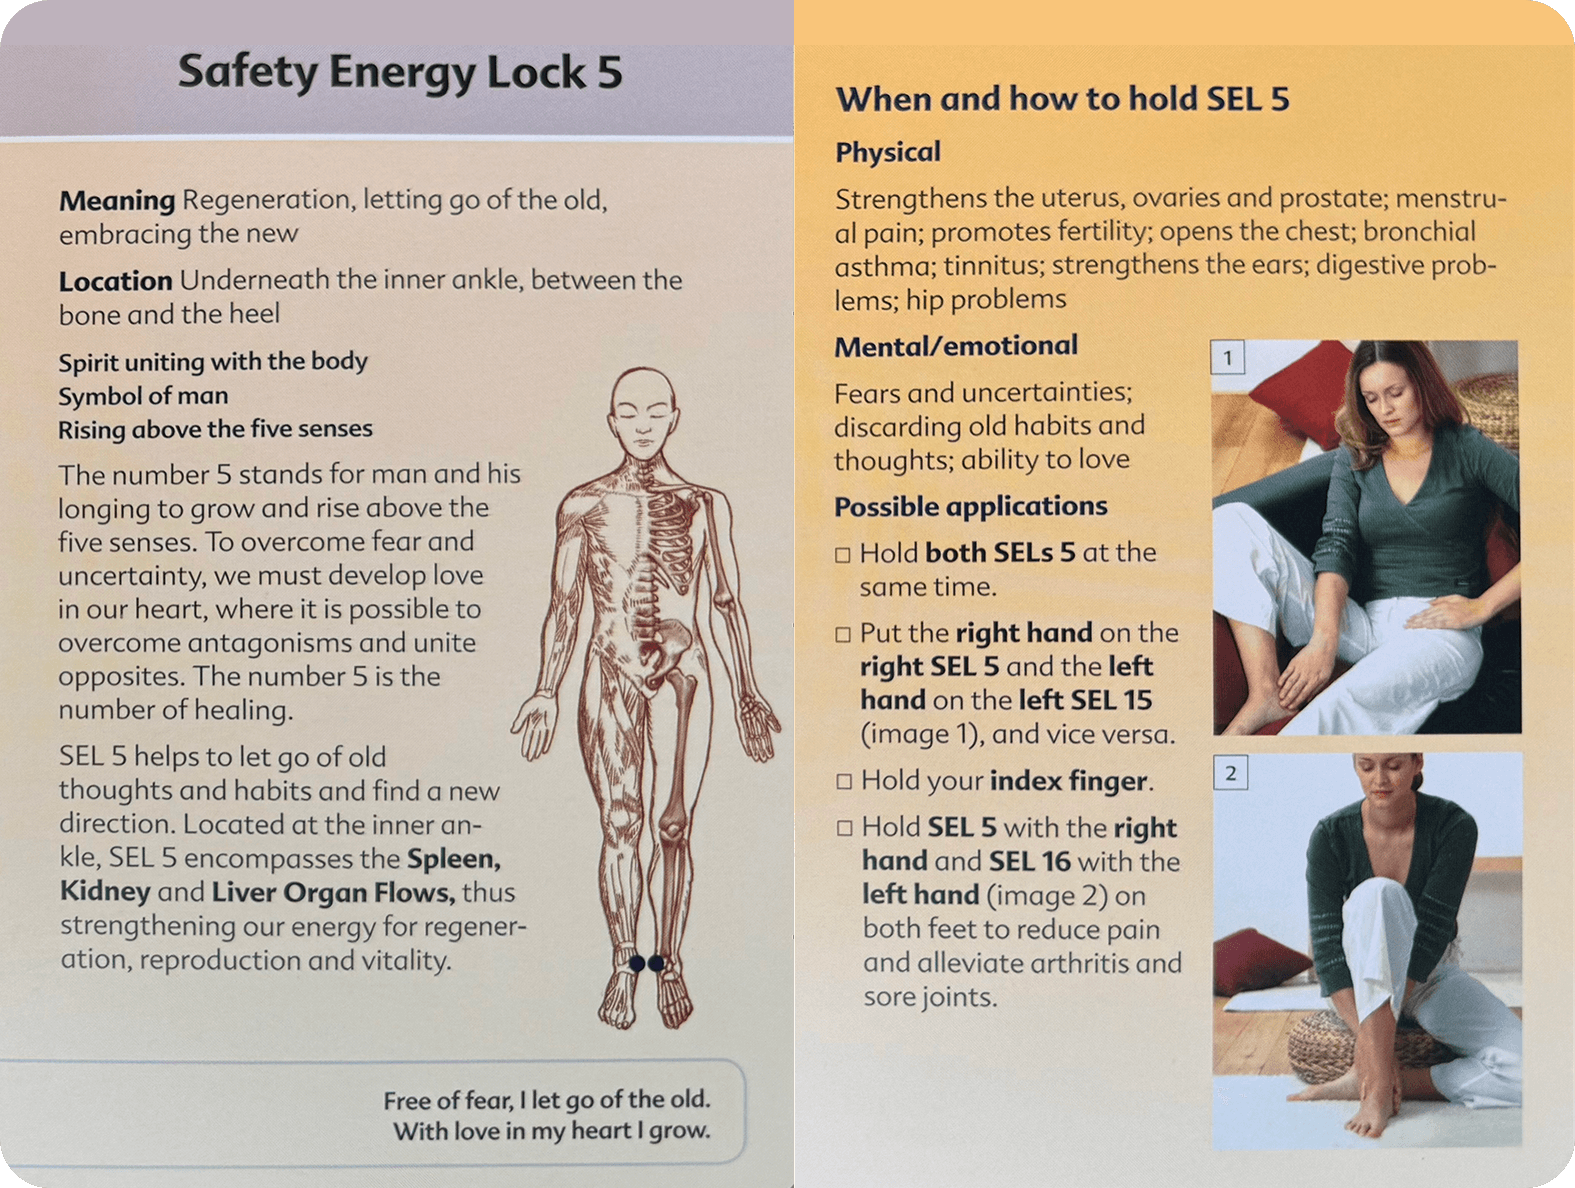 Safety Energy Lock 5
Meaning Regeneration, letting go of the old,
embracing the new
Location Underneath the inner ankle, between the
bone and the heel
Spirit uniting with the body
Symbol of man
Rising above the five senses
The number 5 stands for man and his
longing to grow and rise above the
five senses. To overcome fear and
uncertainty, we must develop love
in our heart, where it is possible to
overcome antagonisms and unite
opposites. The number 5 is the
number of healing.
SEL 5 helps to let go of old
thoughts and habits and find a new
direction. Located at the inner an-
kle, SEL 5 encompasses the Spleen,
Kidney and Liver Organ Flows, thus
strengthening our energy for regener-
ation, reproduction and vitality.
Free of fear, I let go of the old.
With love in my heart I grow.
When and how to hold SEL 5
Physical
Strengthens the uterus, ovaries and prostate; menstru-
al pain; promotes fertility; opens the chest; bronchial
asthma; tinnitus; strengthens the ears; digestive prob-
lems; hip problems
Mental/emotional
Fears and uncertainties;
discarding old habits and
thoughts; ability to love
Possible applications
□ Hold both SELs 5 at the
same time.
□ Put the right hand on the
right SEL 5 and the left
hand on the left SEL 15
(image 1), and vice versa.
□ Hold your index finger.
□ Hold SEL 5 with the right
hand and SEL 16 with the
left hand (image 2) on
both feet to reduce pain
and alleviate arthritis and
sore joints.
1
2